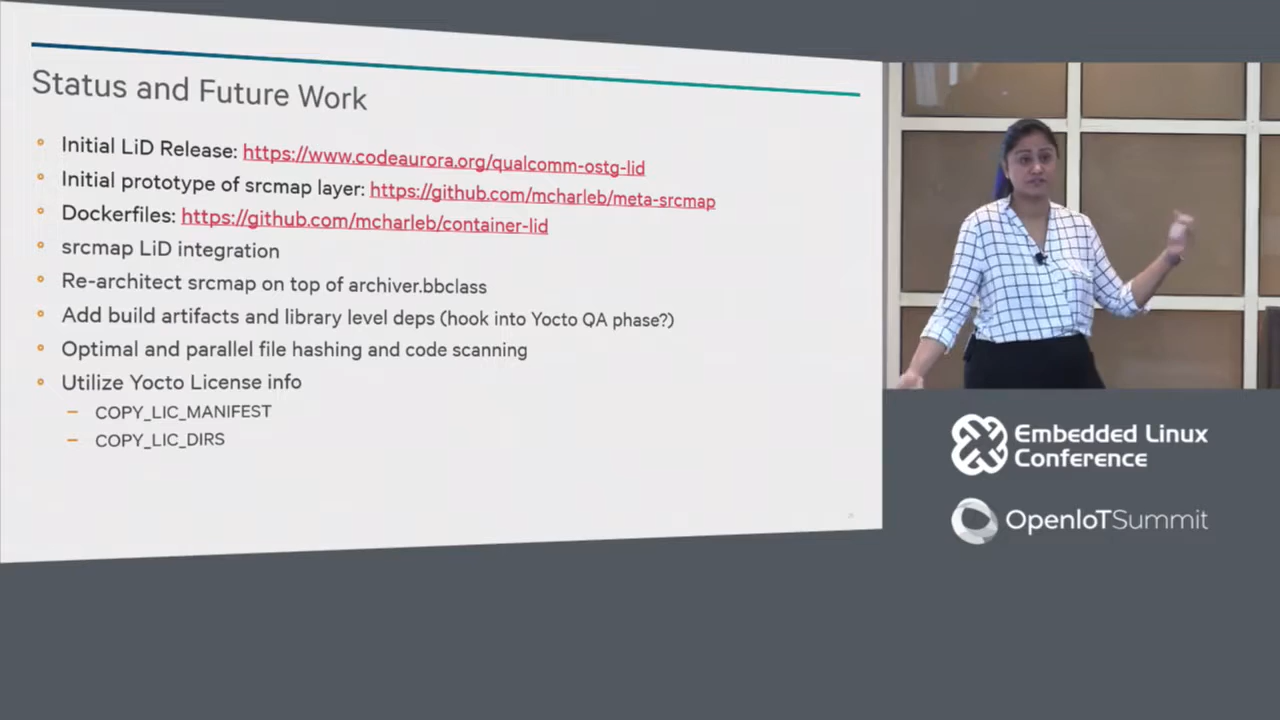 Status and Future Work
Initial LiD Release: https://www.codeaurora.org/qualcomm-ostg-lid
Initial prototype of srcmap layer: https://github.com/mcharleb/meta-srcmap
Dockerfiles: https://github.com/mcharleb/container-lid
srcmap LiD integration
Re-architect srcmap on top of archiver.bbclass
Add build artifacts and library level deps (hook into Yocto QA phase?)
Optimal and parallel file hashing and code scanning
Utilize Yocto License info
– COPY_LIC_MANIFEST
– COPY_LIC_DIRS
Embedded Linux
Conference
OpenIoTSummit